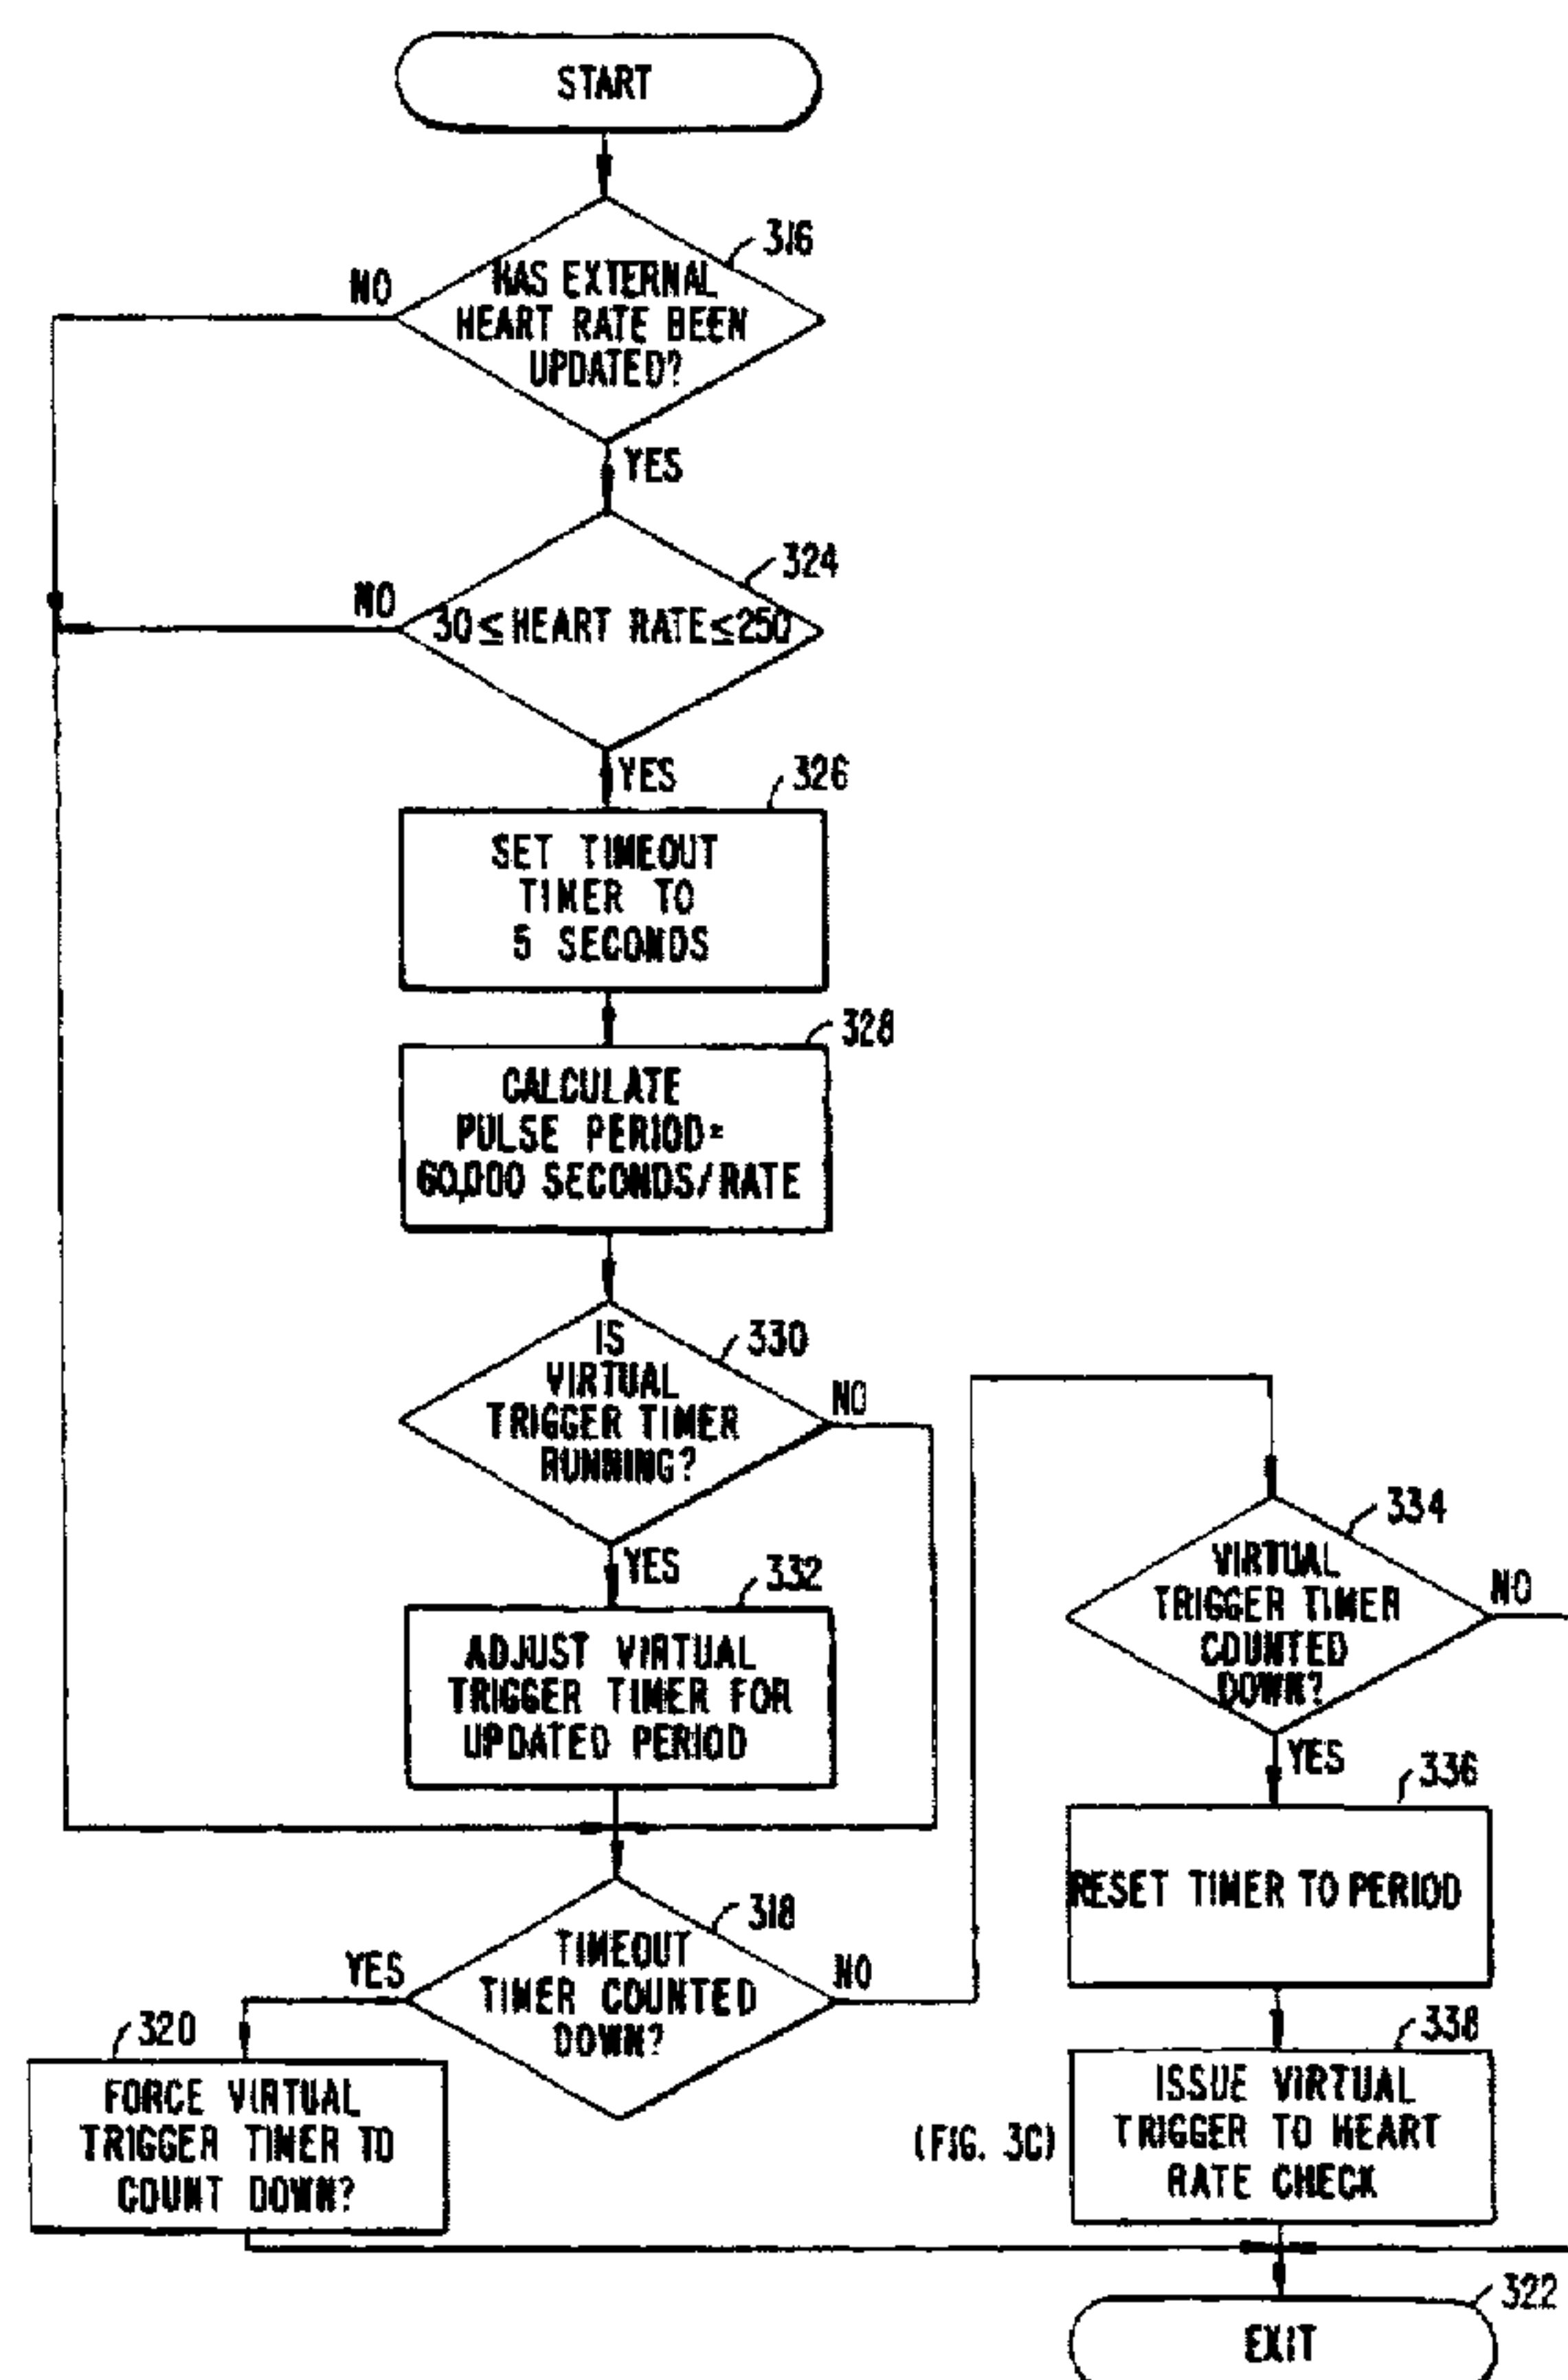 START
316
HAS EXTERNAL
HEART RATE BEEN
UPDATED?
NO
YES
324
30≤HEART RATE≤250
NO
YES
326
SET TIMEOUT
TIMER TO
5 SECONDS
328
CALCULATE
PULSE PERIOD=
60,000 SECONDS/RATE
330
IS
VIRTUAL
TRIGGER TIMER
RUNNING?
NO
YES
332
ADJUST VIRTUAL
TRIGGER TIMER FOR
UPDATED PERIOD
318
TIMEOUT
TIMER COUNTED
DOWN?
YES
NO
320
FORCE VIRTUAL
TRIGGER TIMER TO
COUNT DOWN?
334
VIRTUAL
TRIGGER TIMER
COUNTED
DOWN?
NO
YES
336
RESET TIMER TO PERIOD
338
ISSUE VIRTUAL
TRIGGER TO HEART
RATE CHECK
(FIG. 3C)
322
EXIT